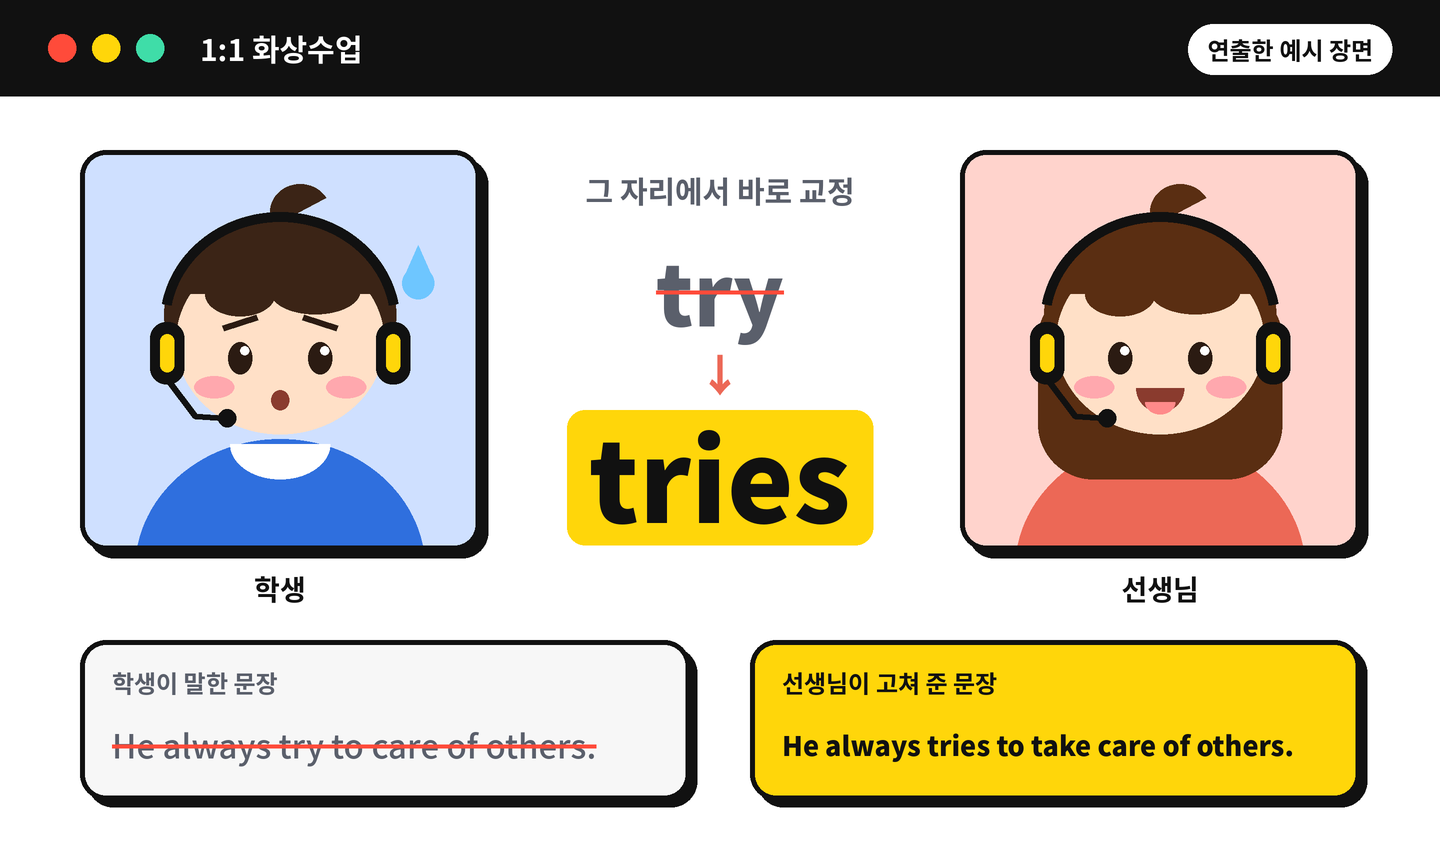 1:1 화상수업
연출한 예시 장면
그 자리에서 바로 교정
try
↓
tries
학생
선생님
학생이 말한 문장
He always try to care of others.
선생님이 고쳐 준 문장
He always tries to take care of others.